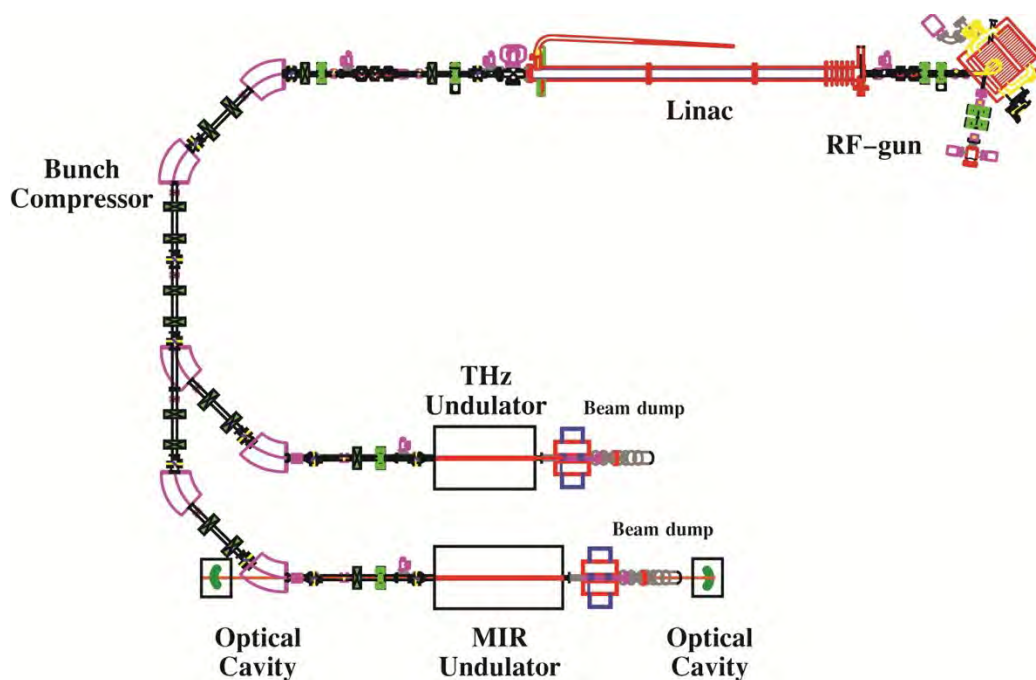 Linac
RF-gun
Bunch
Compressor
THz
Undulator
Beam dump
Beam dump
Optical
Cavity
MIR
Undulator
Optical
Cavity